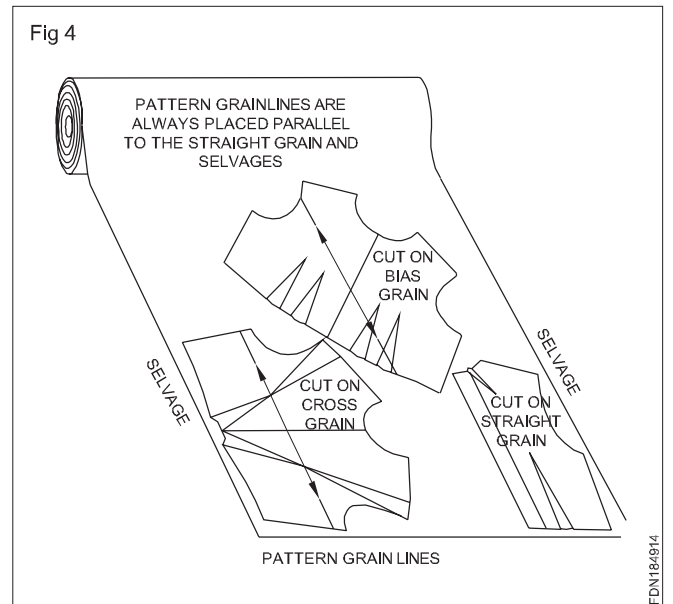 Fig 4
PATTERN GRAINLINES ARE
ALWAYS PLACED PARALLEL
TO THE STRAIGHT GRAIN AND
SELVAGES
CUT ON
BIAS
GRAIN
SELVAGE
SELVAGE
CUT ON
CROSS
GRAIN
CUT ON
STRAIGHT
GRAIN
PATTERN GRAIN LINES
FDN184914